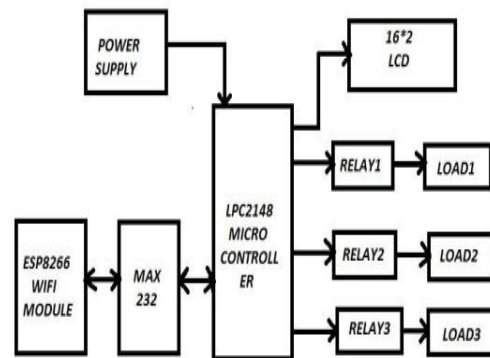 POWER
SUPPLY
16*2
LCD
LPC2148
MICRO
CONTROLL
ER
RELAY1
LOAD1
ESP8266
WIFI
MODULE
MAX
232
RELAY2
LOAD2
RELAY3
LOAD3